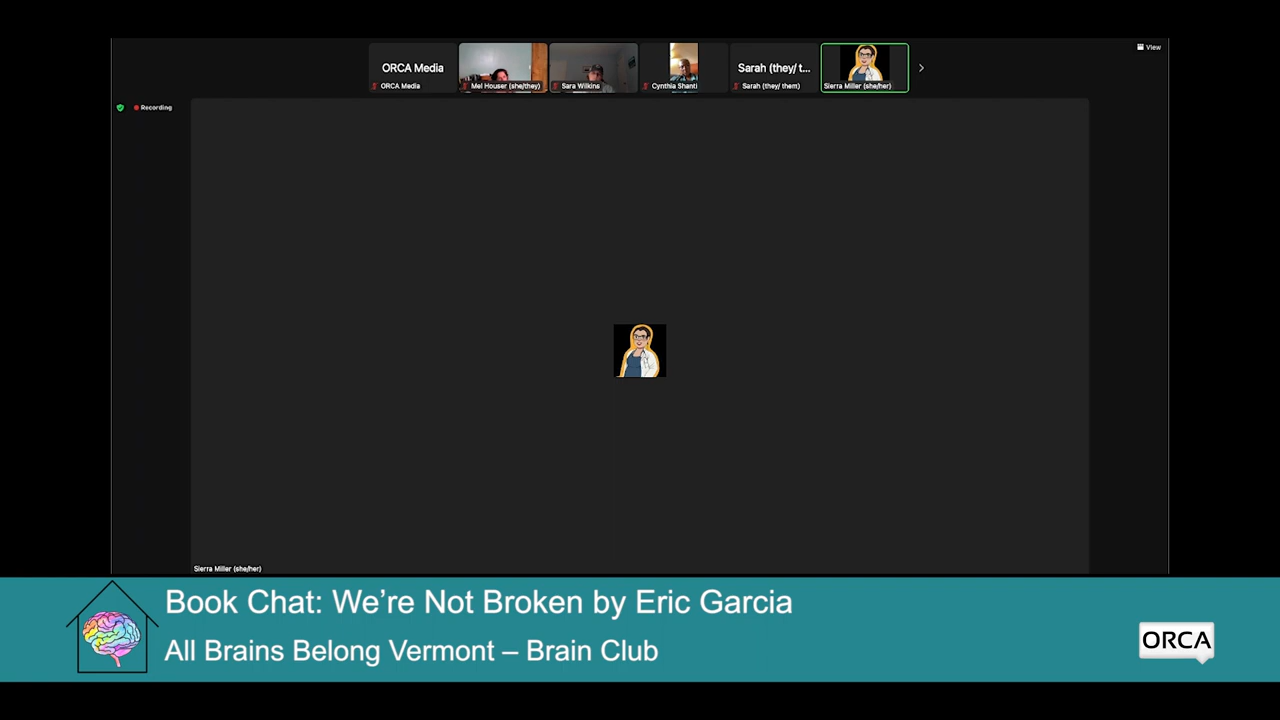 View
ORCA Media
Sarah (they/ t...
ORCA Media
Mel Houser (she/they)
Sara Wilkins
Cynthia Shanti
Sarah (they/ them)
Sierra Miller (she/her)
Recording
Sierra Miller (she/her)
Book Chat: We’re Not Broken by Eric Garcia
All Brains Belong Vermont – Brain Club
ORCA